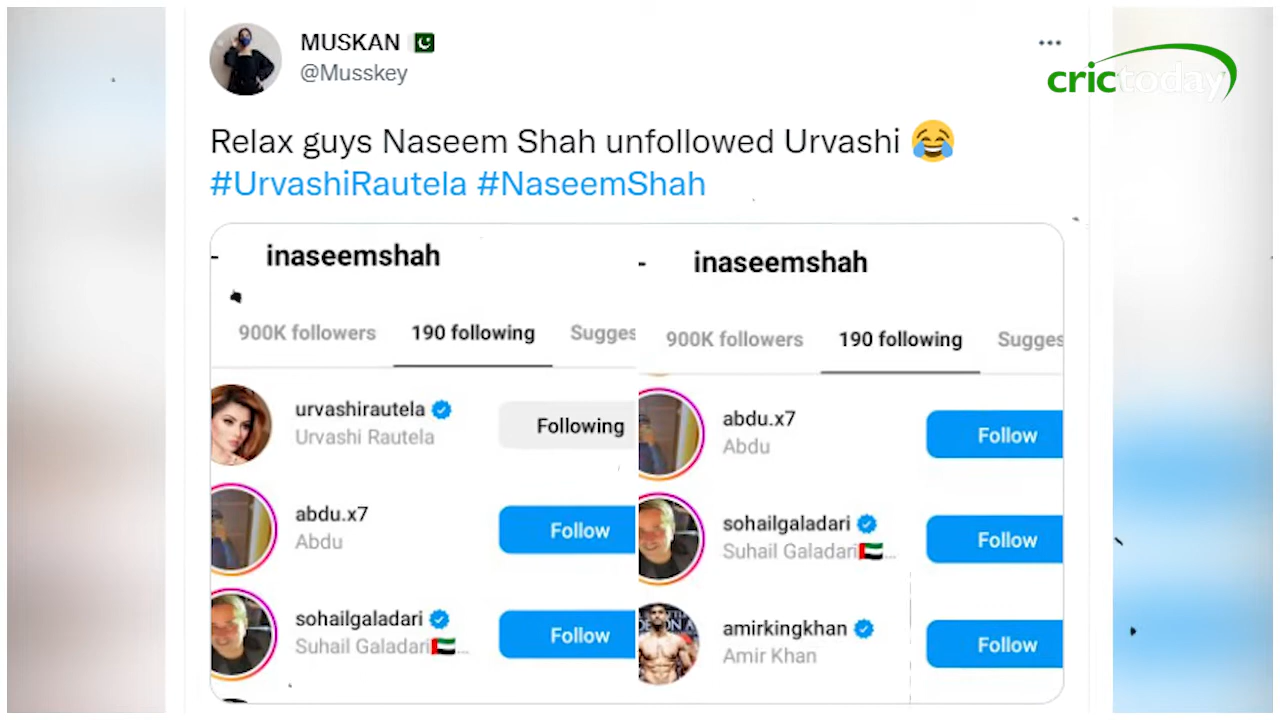 MUSKAN
@Musskey
crictoday
Relax guys Naseem Shah unfollowed Urvashi 😂
#UrvashiRautela #NaseemShah
inaseemshah
900K followers 190 following Sugges
urvashirautela
Urvashi Rautela
Following
abdu.x7
Abdu
Follow
sohailgaladari
Suhail Galadari🇦🇪...
Follow
inaseemshah
900K followers 190 following Sugges
abdu.x7
Abdu
Follow
sohailgaladari
Suhail Galadari🇦🇪...
Follow
amirkingkhan
Amir Khan
Follow